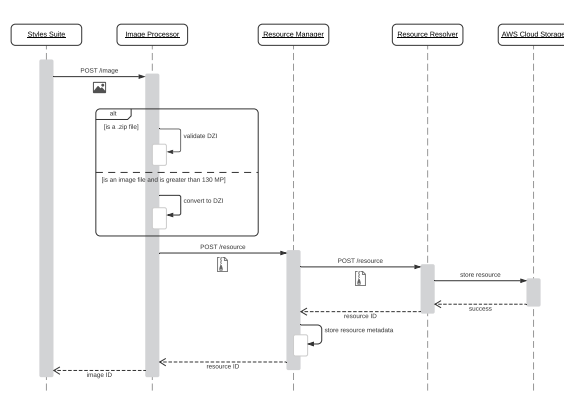 Styles Suite
Image Processor
Resource Manager
Resource Resolver
AWS Cloud Storage
POST /image
alt
[is a .zip file]
validate DZI
[is an image file and is greater than 130 MP]
convert to DZI
POST /resource
POST /resource
store resource
success
resource ID
store resource metadata
resource ID
image ID